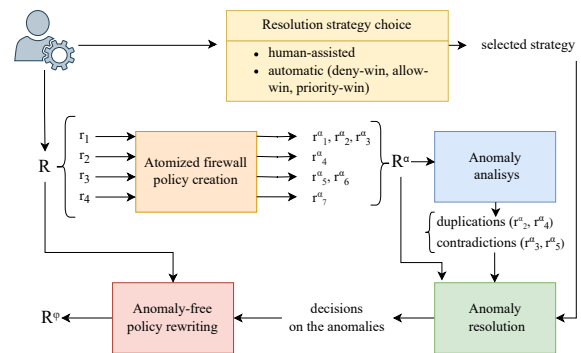 Resolution strategy choice
• human-assisted
• automatic (deny-win, allow-
win, priority-win)
selected strategy
R
r1
r2
r3
r4
Atomized firewall
policy creation
rα1, rα2, rα3
rα4
rα5, rα6
rα7
Rα
Anomaly
analisys
duplications (rα2, rα4)
contradictions (rα3, rα5)
Rφ
Anomaly-free
policy rewriting
decisions
on the anomalies
Anomaly
resolution